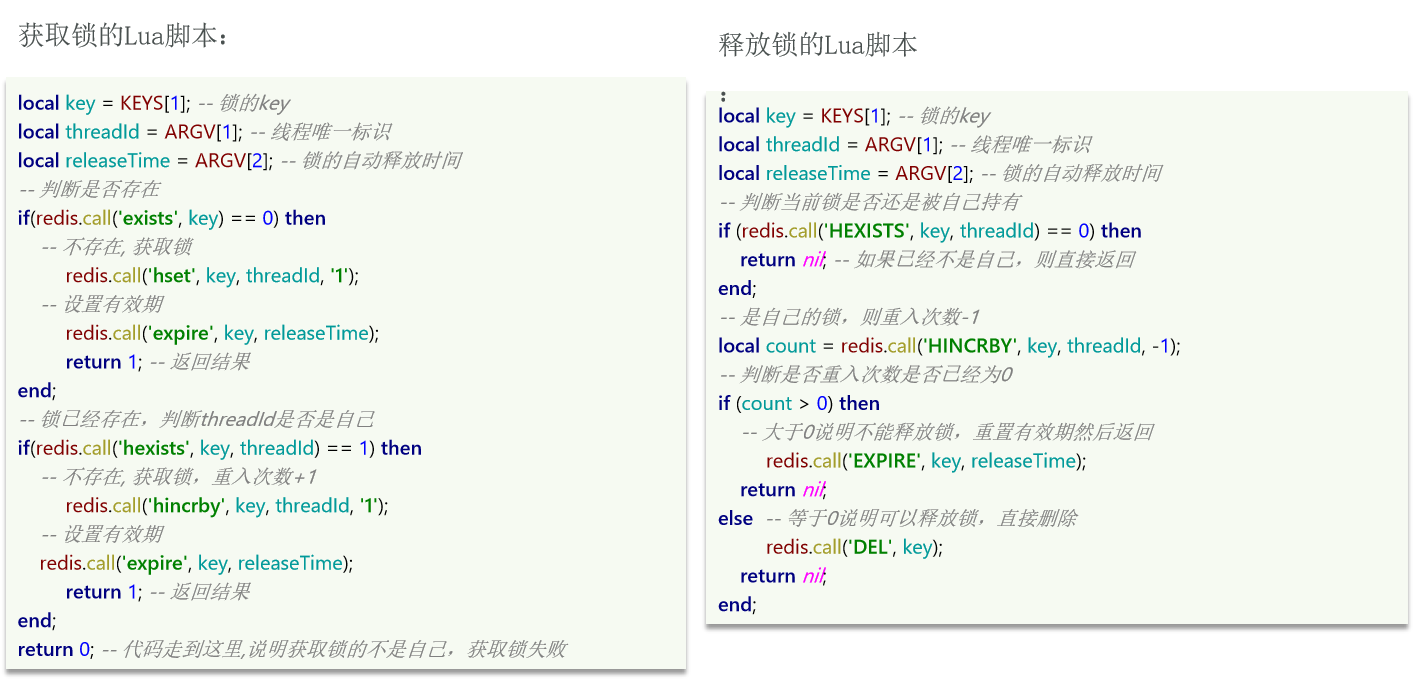 获取锁的Lua脚本：
local key = KEYS[1]; -- 锁的key
local threadId = ARGV[1]; -- 线程唯一标识
local releaseTime = ARGV[2]; -- 锁的自动释放时间
-- 判断是否存在
if(redis.call('exists', key) == 0) then
-- 不存在, 获取锁
redis.call('hset', key, threadId, '1');
-- 设置有效期
redis.call('expire', key, releaseTime);
return 1; -- 返回结果
end;
-- 锁已经存在，判断threadId是否是自己
if(redis.call('hexists', key, threadId) == 1) then
-- 不存在, 获取锁，重入次数+1
redis.call('hincrby', key, threadId, '1');
-- 设置有效期
redis.call('expire', key, releaseTime);
return 1; -- 返回结果
end;
return 0; -- 代码走到这里,说明获取锁的不是自己，获取锁失败
释放锁的Lua脚本
：
local key = KEYS[1]; -- 锁的key
local threadId = ARGV[1]; -- 线程唯一标识
local releaseTime = ARGV[2]; -- 锁的自动释放时间
-- 判断当前锁是否还是被自己持有
if (redis.call('HEXISTS', key, threadId) == 0) then
return nil; -- 如果已经不是自己，则直接返回
end;
-- 是自己的锁，则重入次数-1
local count = redis.call('HINCRBY', key, threadId, -1);
-- 判断是否重入次数是否已经为0
if (count > 0) then
-- 大于0说明不能释放锁，重置有效期然后返回
redis.call('EXPIRE', key, releaseTime);
return nil;
else -- 等于0说明可以释放锁，直接删除
redis.call('DEL', key);
return nil;
end;